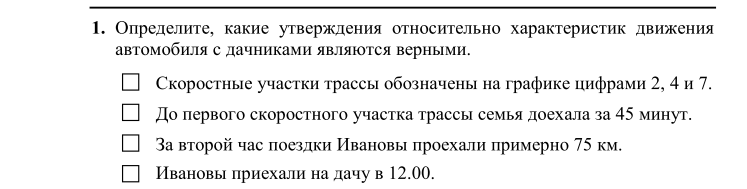 1. Определите, какие утверждения относительно характеристик движения
автомобиля с дачниками являются верными.
Скоростные участки трассы обозначены на графике цифрами 2, 4 и 7.
До первого скоростного участка трассы семья доехала за 45 минут.
За второй час поездки Ивановы проехали примерно 75 км.
Ивановы приехали на дачу в 12.00.